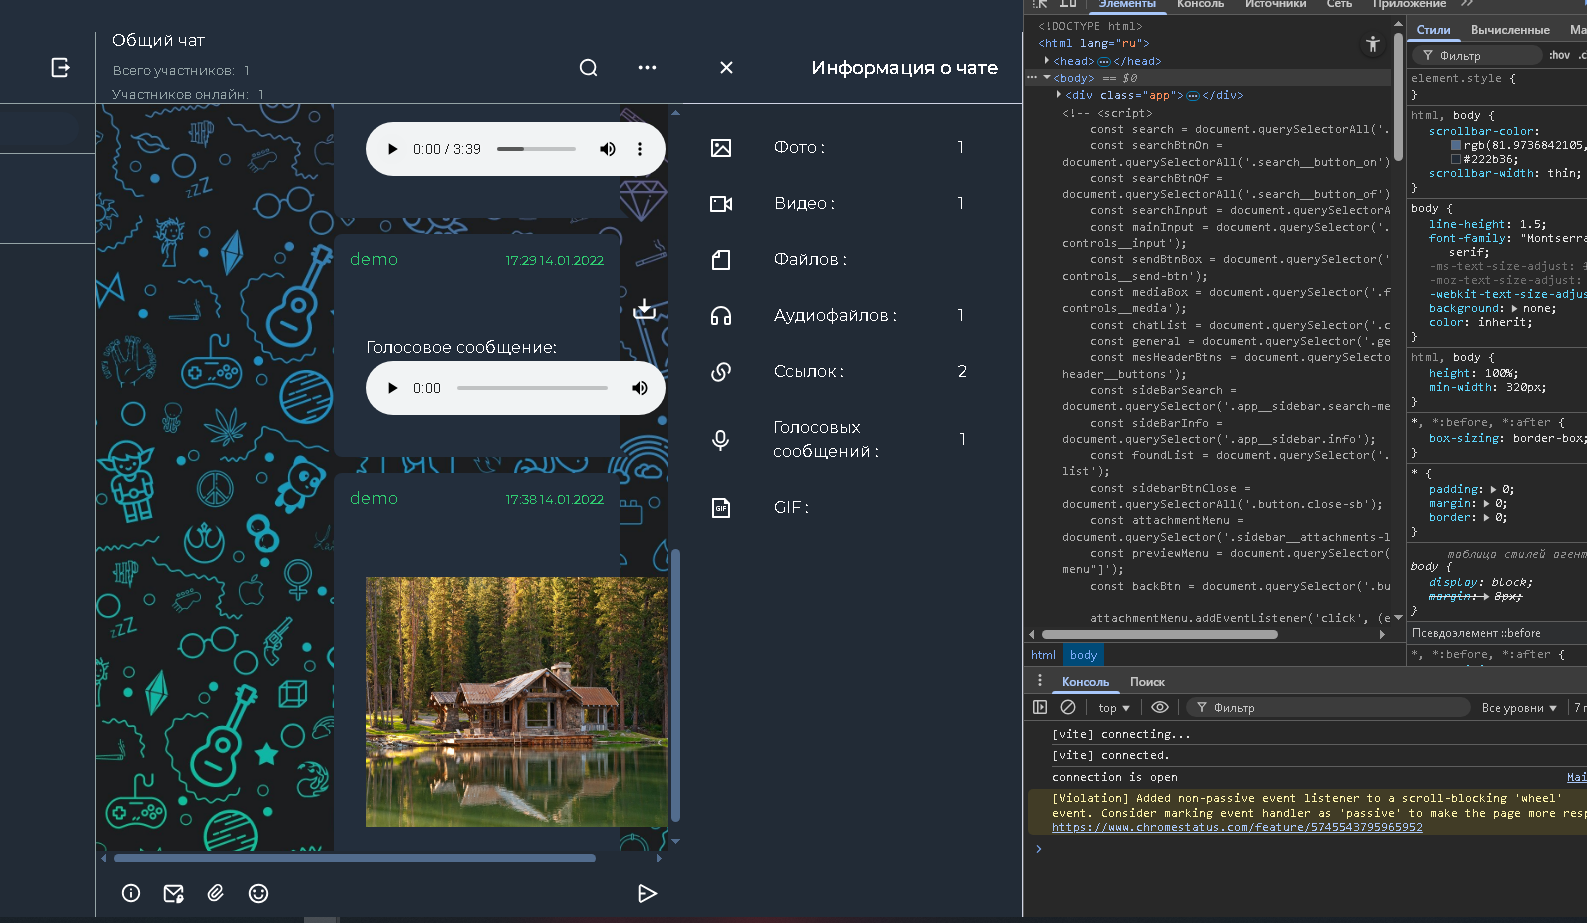 Общий чат
Всего участников: 1
Участников онлайн: 1
Информация о чате
0:00 / 3:39
demo
17:29 14.01.2022
Голосовое сообщение:
0:00
demo
17:38 14.01.2022
Фото : 1
Видео : 1
Файлов :
Аудиофайлов : 1
Ссылок : 2
Голосовых
сообщений : 1
GIF
GIF :
Элементы Консоль Источники Сеть Приложение
<!DOCTYPE html>
<html lang="ru">
<head> </head>
<body> == $0
<div class="app"> </div>
<!-- <script>
const search = document.querySelectorAll('.
const searchBtnOn =
document.querySelectorAll('.search__button_on')
const searchBtnOf =
document.querySelectorAll('.search__button_of')
const searchInput = document.querySelectorA
const mainInput = document.querySelector('.
controls__input');
const sendBtnBox = document.querySelector('
controls__send-btn');
const mediaBox = document.querySelector('.f
controls__media');
const chatList = document.querySelector('.c
const general = document.querySelector('.ge
const mesHeaderBtns = document.querySelecto
header__buttons');
const sideBarSearch =
document.querySelector('.app__sidebar.search-me
const sideBarInfo =
document.querySelector('.app__sidebar.info');
const foundList = document.querySelector('.
list');
const sidebarBtnClose =
document.querySelectorAll('.button.close-sb');
const attachmentMenu =
document.querySelector('.sidebar__attachments-l
const previewMenu = document.querySelector(
menu"]');
const backBtn = document.querySelector('.bu
attachmentMenu.addEventListener('click', (e
html body
Стили Вычисленные Ма
Фильтр :hov .c
element.style {
}
html, body {
scrollbar-color:
rgb(81.9736842105,
#222b36;
scrollbar-width: thin;
}
body {
line-height: 1.5;
font-family: "Montserra
serif;
-ms-text-size-adjust:
-moz-text-size-adjust:
-webkit-text-size-adjus
background: none;
color: inherit;
}
html, body {
height: 100%;
min-width: 320px;
}
*, *:before, *:after {
box-sizing: border-box;
}
* {
padding: 0;
margin: 0;
border: 0;
}
таблица стилей агент
body {
display: block;
margin: 8px;
}
Псевдоэлемент ::before
*, *:before, *:after {
Консоль Поиск
top Фильтр Все уровни 7
[vite] connecting...
[vite] connected.
connection is open Mai
[Violation] Added non-passive event listener to a scroll-blocking 'wheel'
event. Consider marking event handler as 'passive' to make the page more resp
https://www.chromestatus.com/feature/5745543795965952